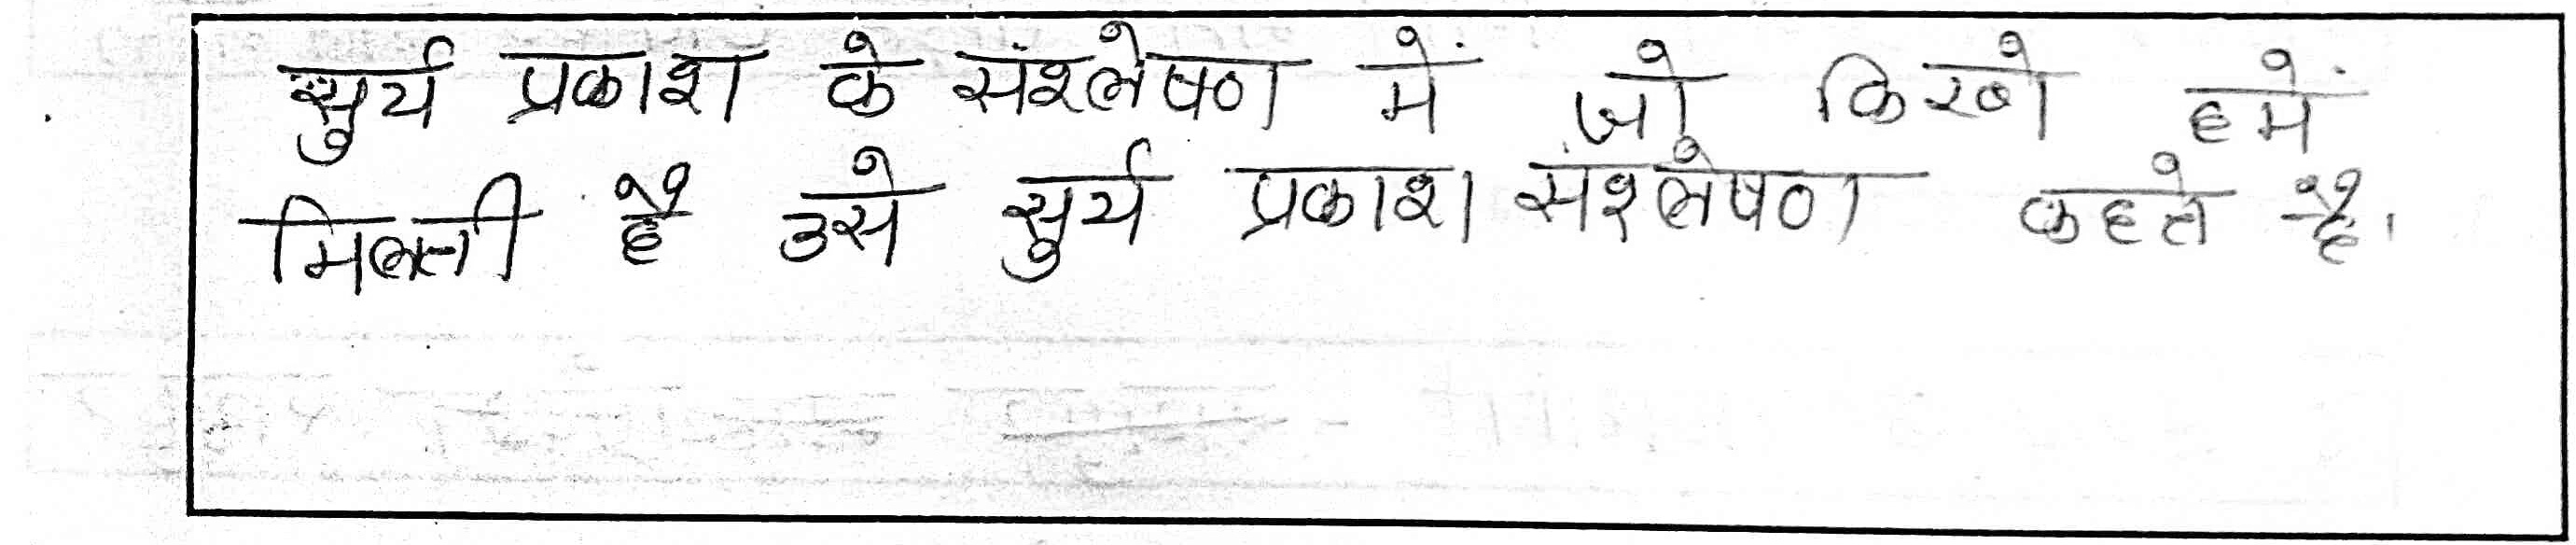 सुर्य प्रकाश के संश्लेषण में जो किरणे हमें
मिलती है उसे सुर्य प्रकाश संश्लेषण कहते है।